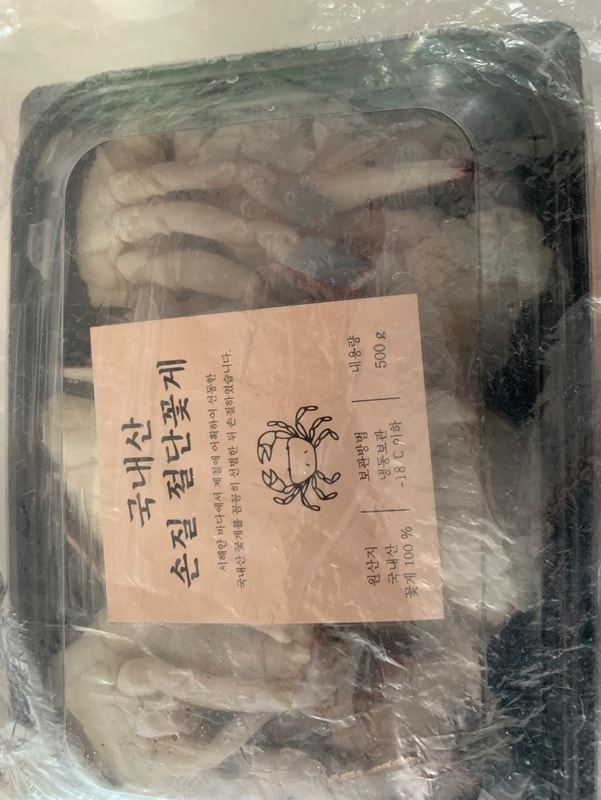 국내산
손질 절단꽃게
서해안 바다에서 제철에 어획하여 선동한
국내산 꽃게를 꼼꼼히 선별한 뒤 손질하였습니다.
원산지
국내산
꽃게 100 %
보관방법
냉동보관
-18˚C 이하
내용량
500 g